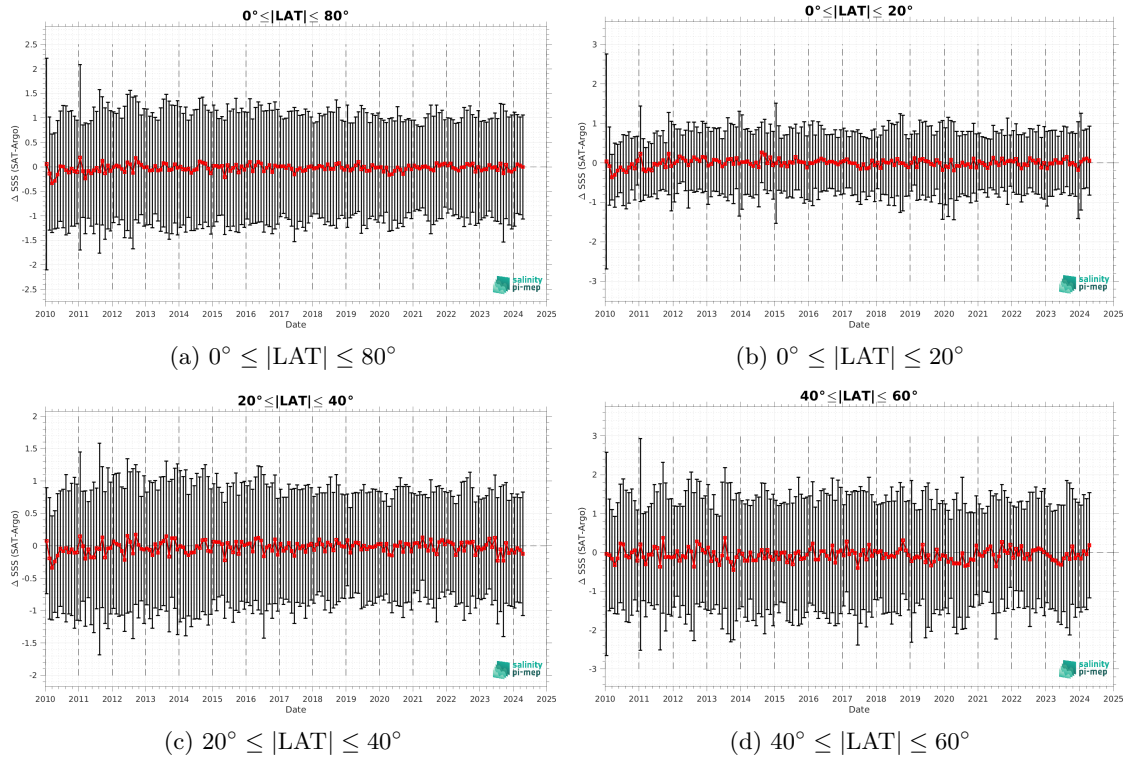 0°≤|LAT|≤ 80°
2.5
2
1.5
1
0.5
0
-0.5
-1
-1.5
-2
-2.5
Δ SSS (SAT-Argo)
2010 2011 2012 2013 2014 2015 2016 2017 2018 2019 2020 2021 2022 2023 2024 2025
Date
salinity
pi-mep
(a) 0° ≤ |LAT| ≤ 80°
0°≤|LAT|≤ 20°
3
2
1
0
-1
-2
-3
Δ SSS (SAT-Argo)
2010 2011 2012 2013 2014 2015 2016 2017 2018 2019 2020 2021 2022 2023 2024 2025
Date
salinity
pi-mep
(b) 0° ≤ |LAT| ≤ 20°
20°≤|LAT|≤ 40°
2
1.5
1
0.5
0
-0.5
-1
-1.5
-2
Δ SSS (SAT-Argo)
2010 2011 2012 2013 2014 2015 2016 2017 2018 2019 2020 2021 2022 2023 2024 2025
Date
salinity
pi-mep
(c) 20° ≤ |LAT| ≤ 40°
40°≤|LAT|≤ 60°
3
2
1
0
-1
-2
-3
Δ SSS (SAT-Argo)
2010 2011 2012 2013 2014 2015 2016 2017 2018 2019 2020 2021 2022 2023 2024 2025
Date
salinity
pi-mep
(d) 40° ≤ |LAT| ≤ 60°